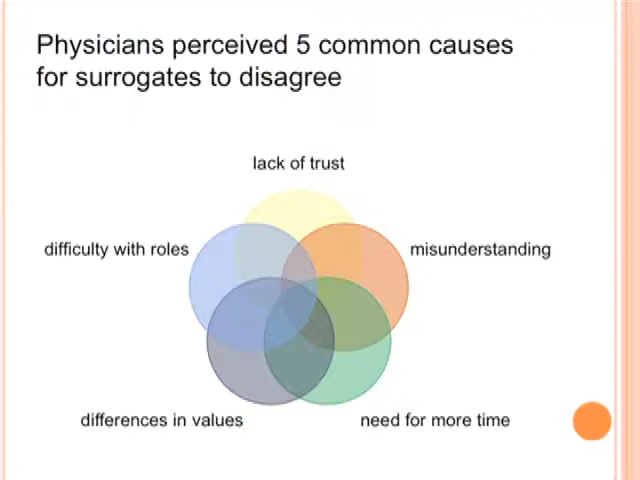 Physicians perceived 5 common causes
for surrogates to disagree
lack of trust
difficulty with roles
misunderstanding
differences in values
need for more time